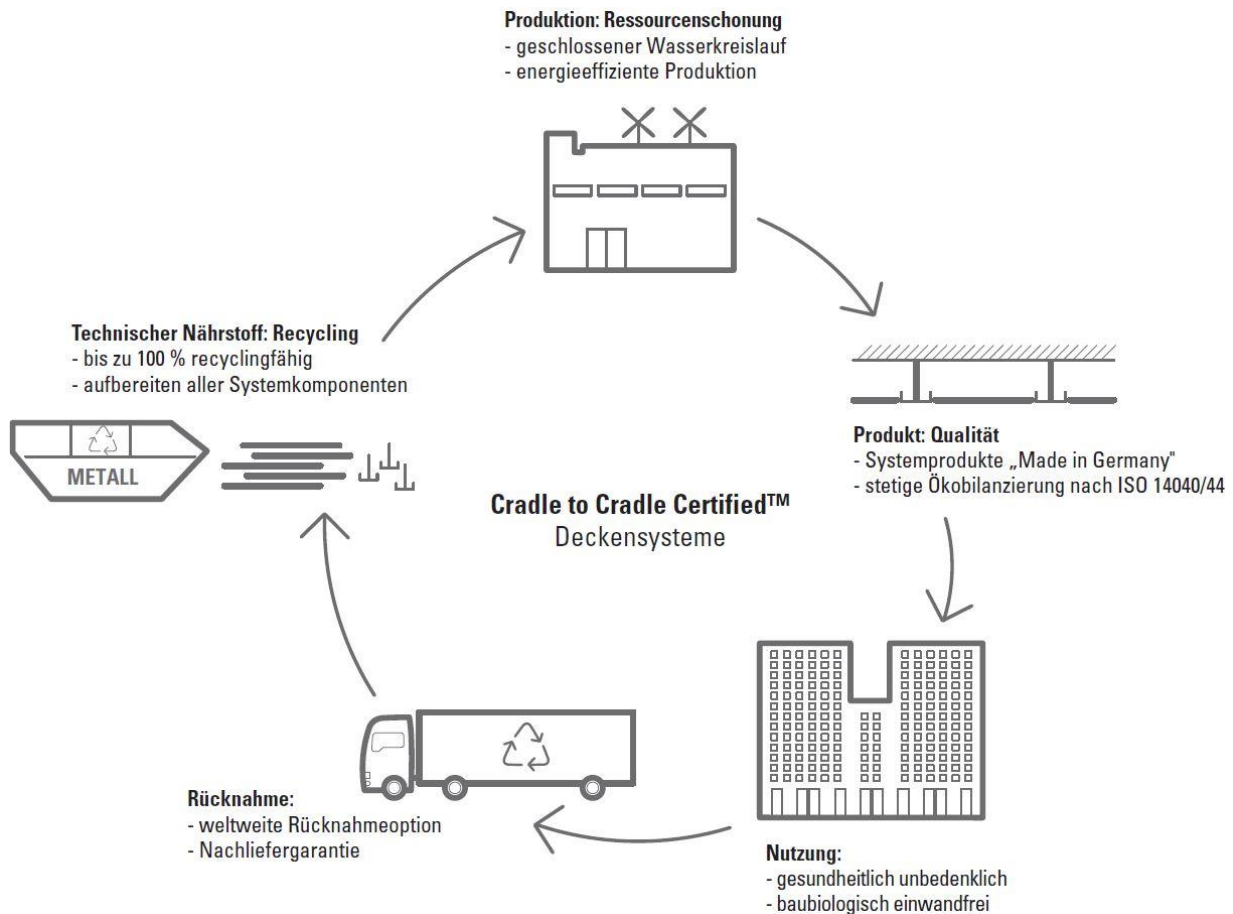 Produktion: Ressourcenschonung
- geschlossener Wasserkreislauf
- energieeffiziente Produktion
Technischer Nährstoff: Recycling
- bis zu 100 % recyclingfähig
- aufbereiten aller Systemkomponenten
METALL
Produkt: Qualität
- Systemprodukte „Made in Germany"
- stetige Ökobilanzierung nach ISO 14040/44
Cradle to Cradle Certified™
Deckensysteme
Rücknahme:
- weltweite Rücknahmeoption
- Nachliefergarantie
Nutzung:
- gesundheitlich unbedenklich
- baubiologisch einwandfrei